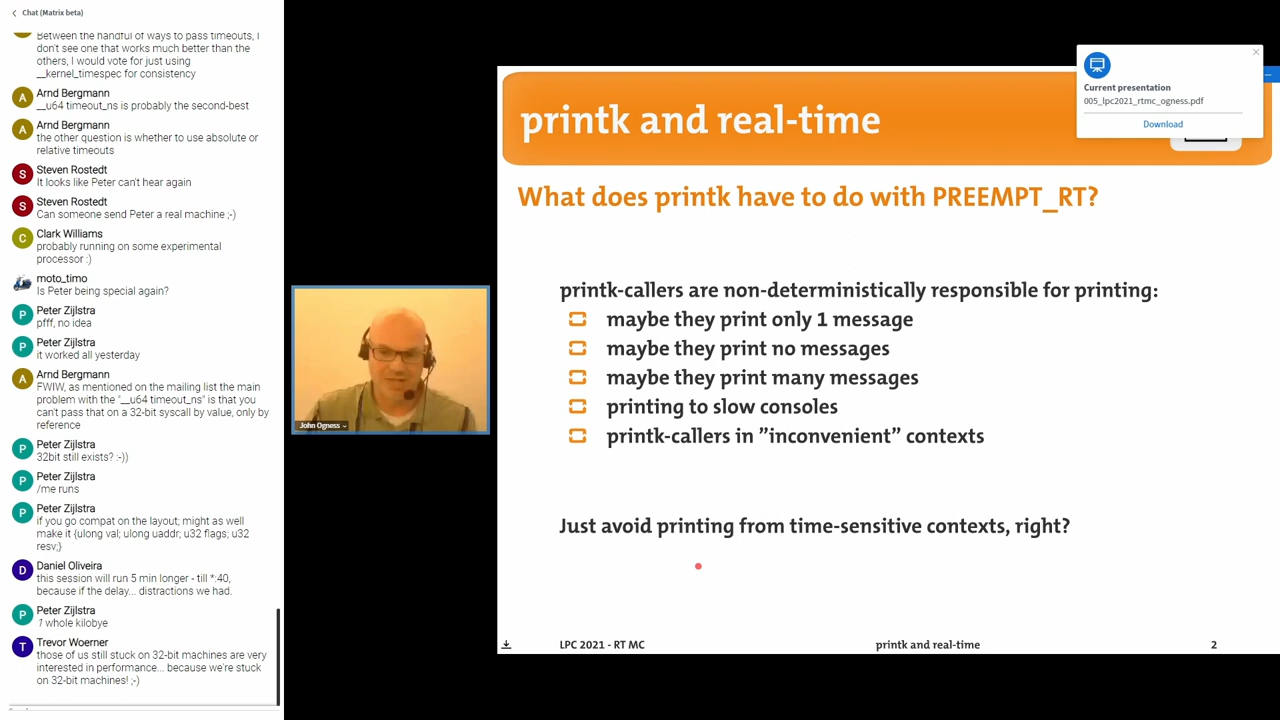 Chat (Matrix beta)
Between the handful of ways to pass timeouts, I
don't see one that works much better than the
others, I would vote for just using
__kernel_timespec for consistency
A
Arnd Bergmann
__u64 timeout_ns is probably the second-best
A
Arnd Bergmann
the other question is whether to use absolute or
relative timeouts
S
Steven Rostedt
It looks like Peter can't hear again
S
Steven Rostedt
Can someone send Peter a real machine ;-)
C
Clark Williams
probably running on some experimental
processor :)
moto_timo
Is Peter being special again?
P
Peter Zijlstra
pfff, no idea
P
Peter Zijlstra
it worked all yesterday
A
Arnd Bergmann
FWIW, as mentioned on the mailing list the main
problem with the "__u64 timeout_ns" is that you
can't pass that on a 32-bit syscall by value, only by
reference
P
Peter Zijlstra
32bit still exists? :-))
P
Peter Zijlstra
/me runs
P
Peter Zijlstra
if you go compat on the layout; might as well
make it {ulong val; ulong uaddr; u32 flags; u32
resv;}
D
Daniel Oliveira
this session will run 5 min longer - till *:40,
because if the delay... distractions we had.
P
Peter Zijlstra
1 whole kilobye
T
Trevor Woerner
those of us still stuck on 32-bit machines are very
interested in performance... because we're stuck
on 32-bit machines! ;-)
John Ogness
printk and real-time
What does printk have to do with PREEMPT_RT?
printk-callers are non-deterministically responsible for printing:
maybe they print only 1 message
maybe they print no messages
maybe they print many messages
printing to slow consoles
printk-callers in ”inconvenient” contexts
Just avoid printing from time-sensitive contexts, right?
LPC 2021 - RT MC
printk and real-time
2
Current presentation
005_lpc2021_rtmc_ogness.pdf
Download